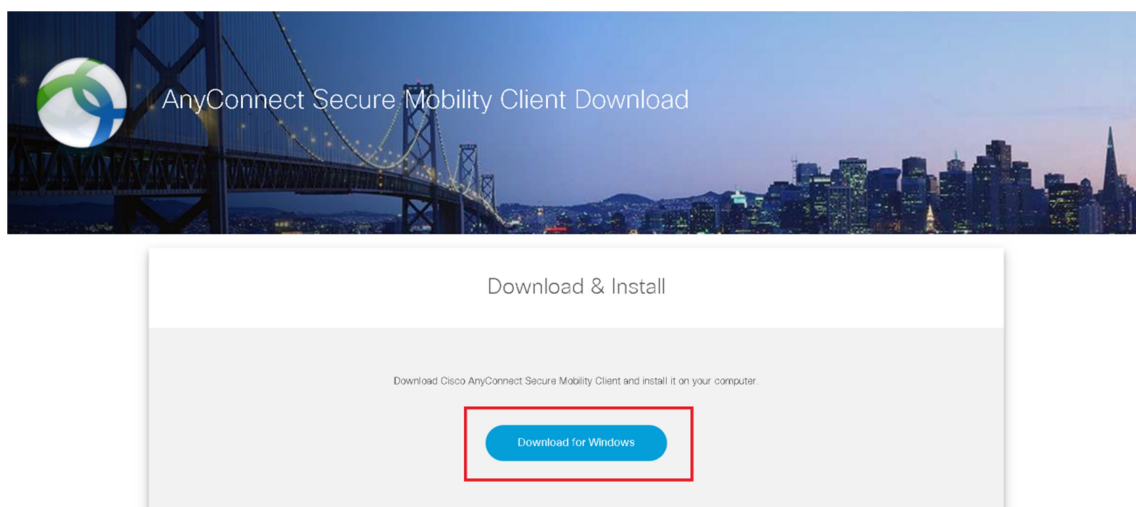 AnyConnect Secure Mobility Client Download
Download & Install
Download Cisco AnyConnect Secure Mobility Client and install it on your computer.
Download for Windows